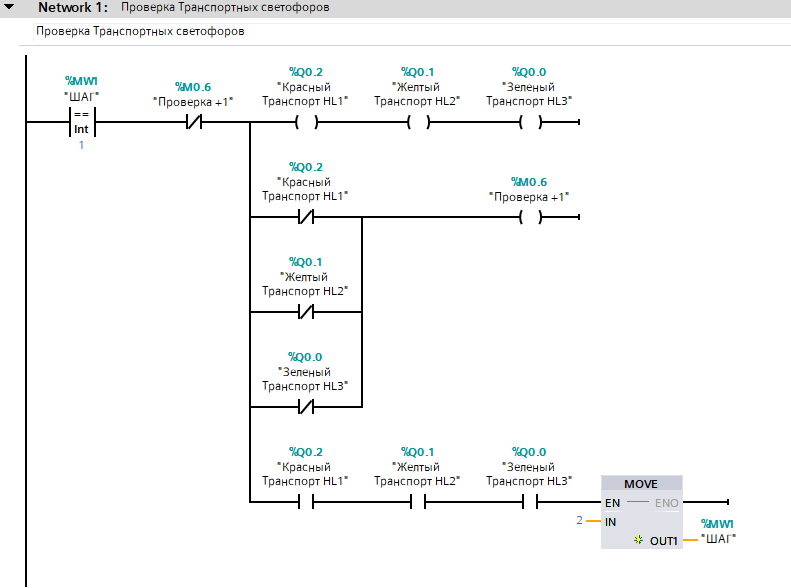 Network 1: Проверка Транспортных светофоров
Проверка Транспортных светофоров
%MW1
"ШАГ"
==
Int
1
%M0.6
"Проверка +1"
%Q0.2
"Красный
Транспорт HL1"
%Q0.1
"Желтый
Транспорт HL2"
%Q0.0
"Зеленый
Транспорт HL3"
%Q0.2
"Красный
Транспорт HL1"
%M0.6
"Проверка +1"
%Q0.1
"Желтый
Транспорт HL2"
%Q0.0
"Зеленый
Транспорт HL3"
%Q0.2
"Красный
Транспорт HL1"
%Q0.1
"Желтый
Транспорт HL2"
%Q0.0
"Зеленый
Транспорт HL3"
MOVE
EN ENO
2 IN
OUT1
%MW1
"ШАГ"